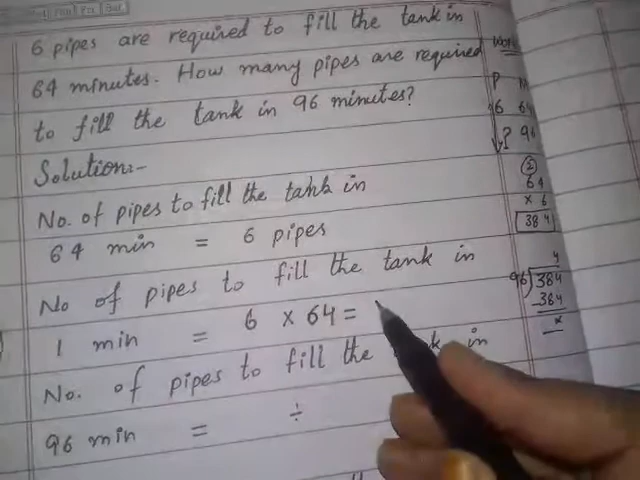 6 pipes are required to fill the tank in
64 minutes. How many pipes are required
to fill the tank in 96 minutes?
Solution:-
No. of pipes to fill the tank in
64 min = 6 pipes
No of pipes to fill the tank in
1 min = 6 × 64 =
No. of pipes to fill the in
96 min = ÷
P M
6 64
? 96
2
64
× 6
384
4
96)384
384
×